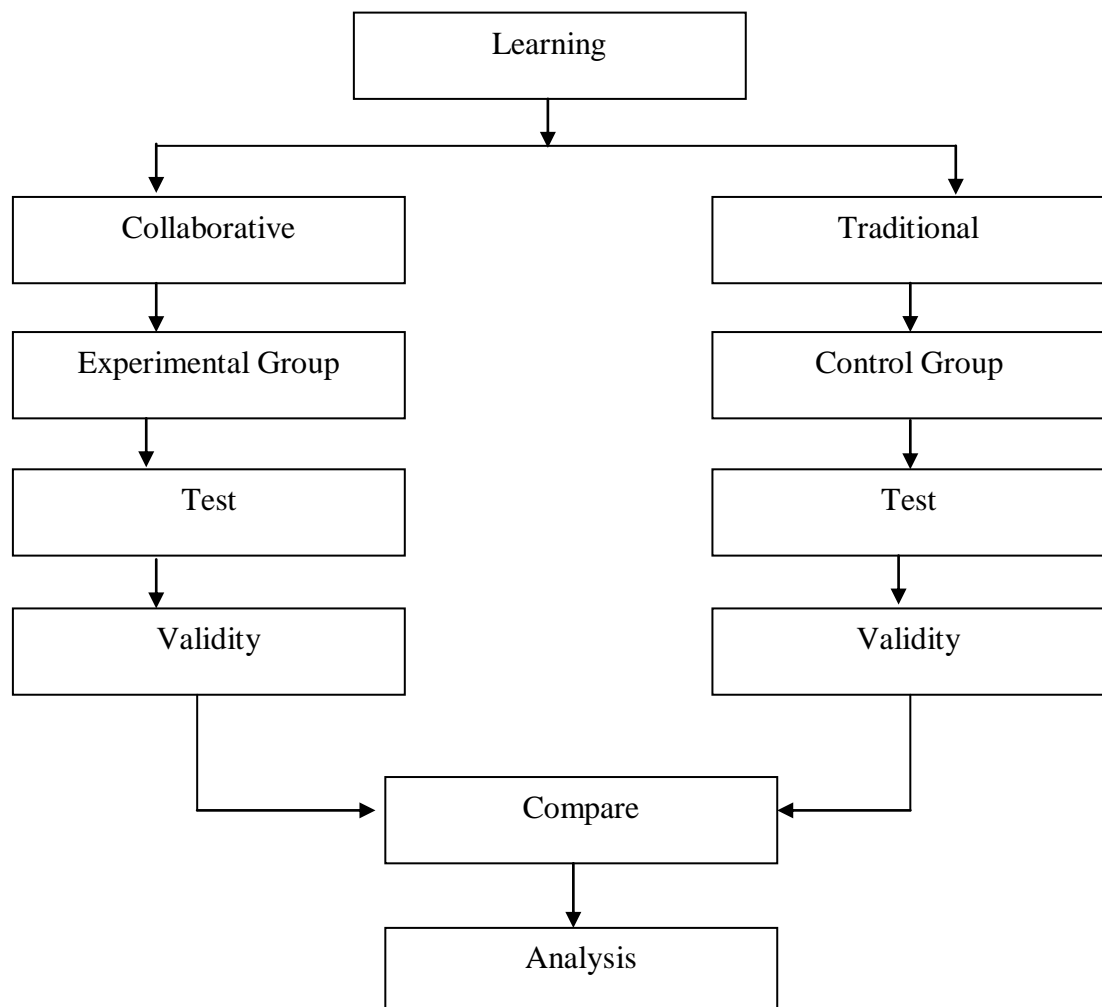 Learning
Collaborative
Traditional
Experimental Group
Control Group
Test
Test
Validity
Validity
Compare
Analysis